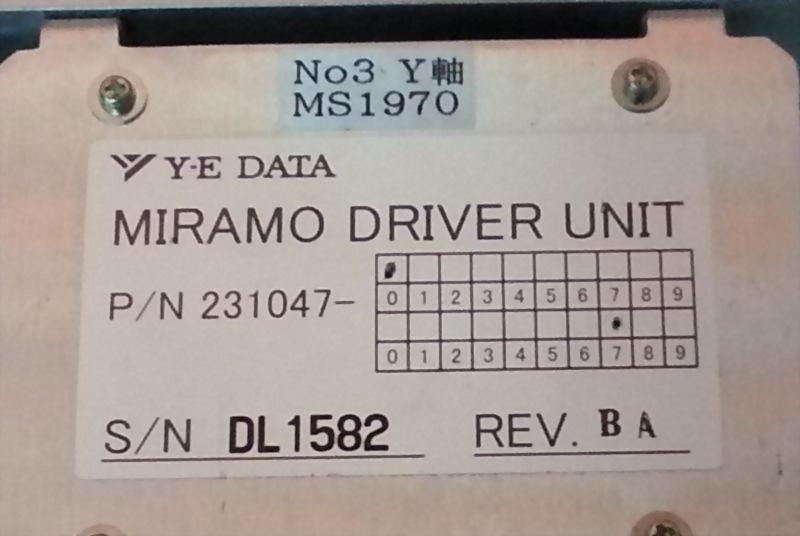 No3 Y軸
MS1970
Y-E DATA
MIRAMO DRIVER UNIT
P/N 231047-
0 1 2 3 4 5 6 7 8 9
0 1 2 3 4 5 6 7 8 9
S/N DL1582
REV. B A